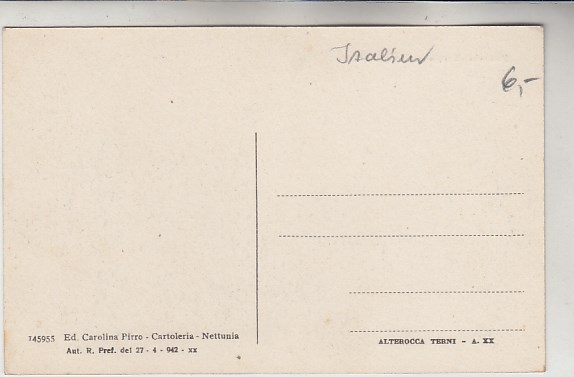 Italien
6,-
145955 Ed. Carolina Pirro - Cartoleria - Nettunia
Aut. R. Pref. del 27 - 4 - 942 - xx
ALTEROCCA TERNI - A. XX